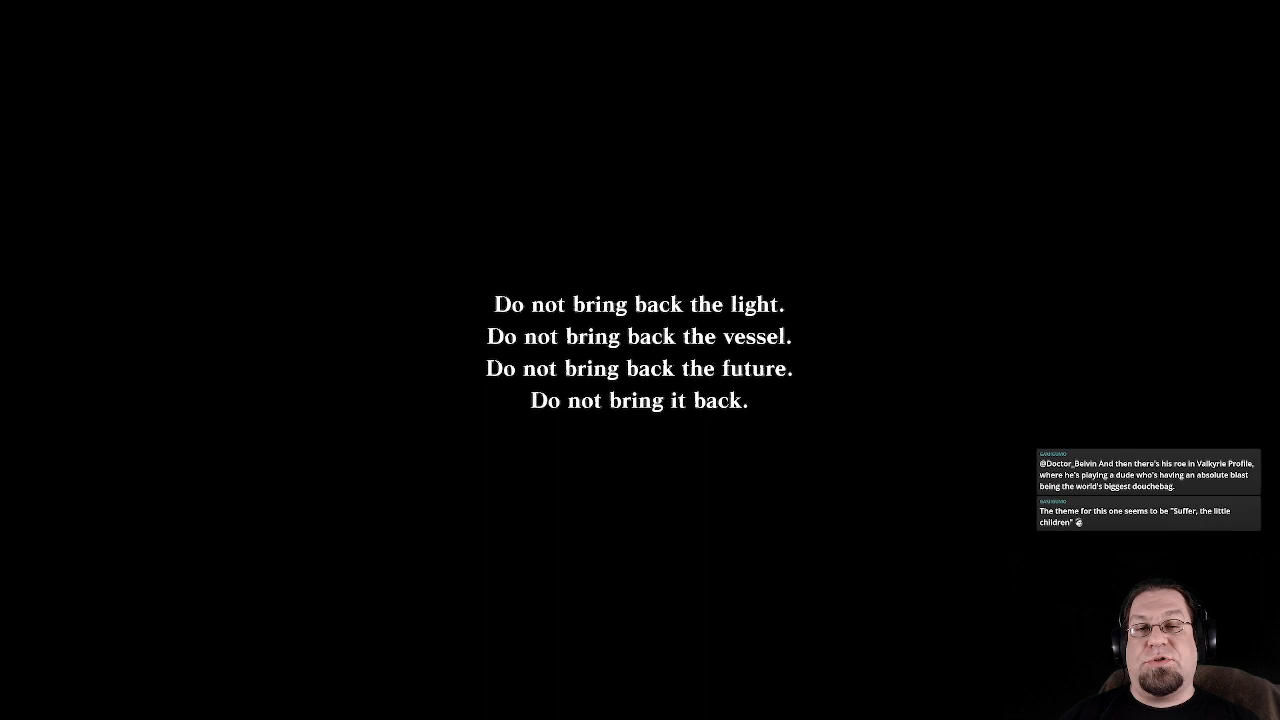 Do not bring back the light.
Do not bring back the vessel.
Do not bring back the future.
Do not bring it back.
GAKIGUMO
@Doctor_Belvin And then there's his roe in Valkyrie Profile,
where he's playing a dude who's having an absolute blast
being the world's biggest douchebag.
GAKIGUMO
The theme for this one seems to be "Suffer, the little
children"